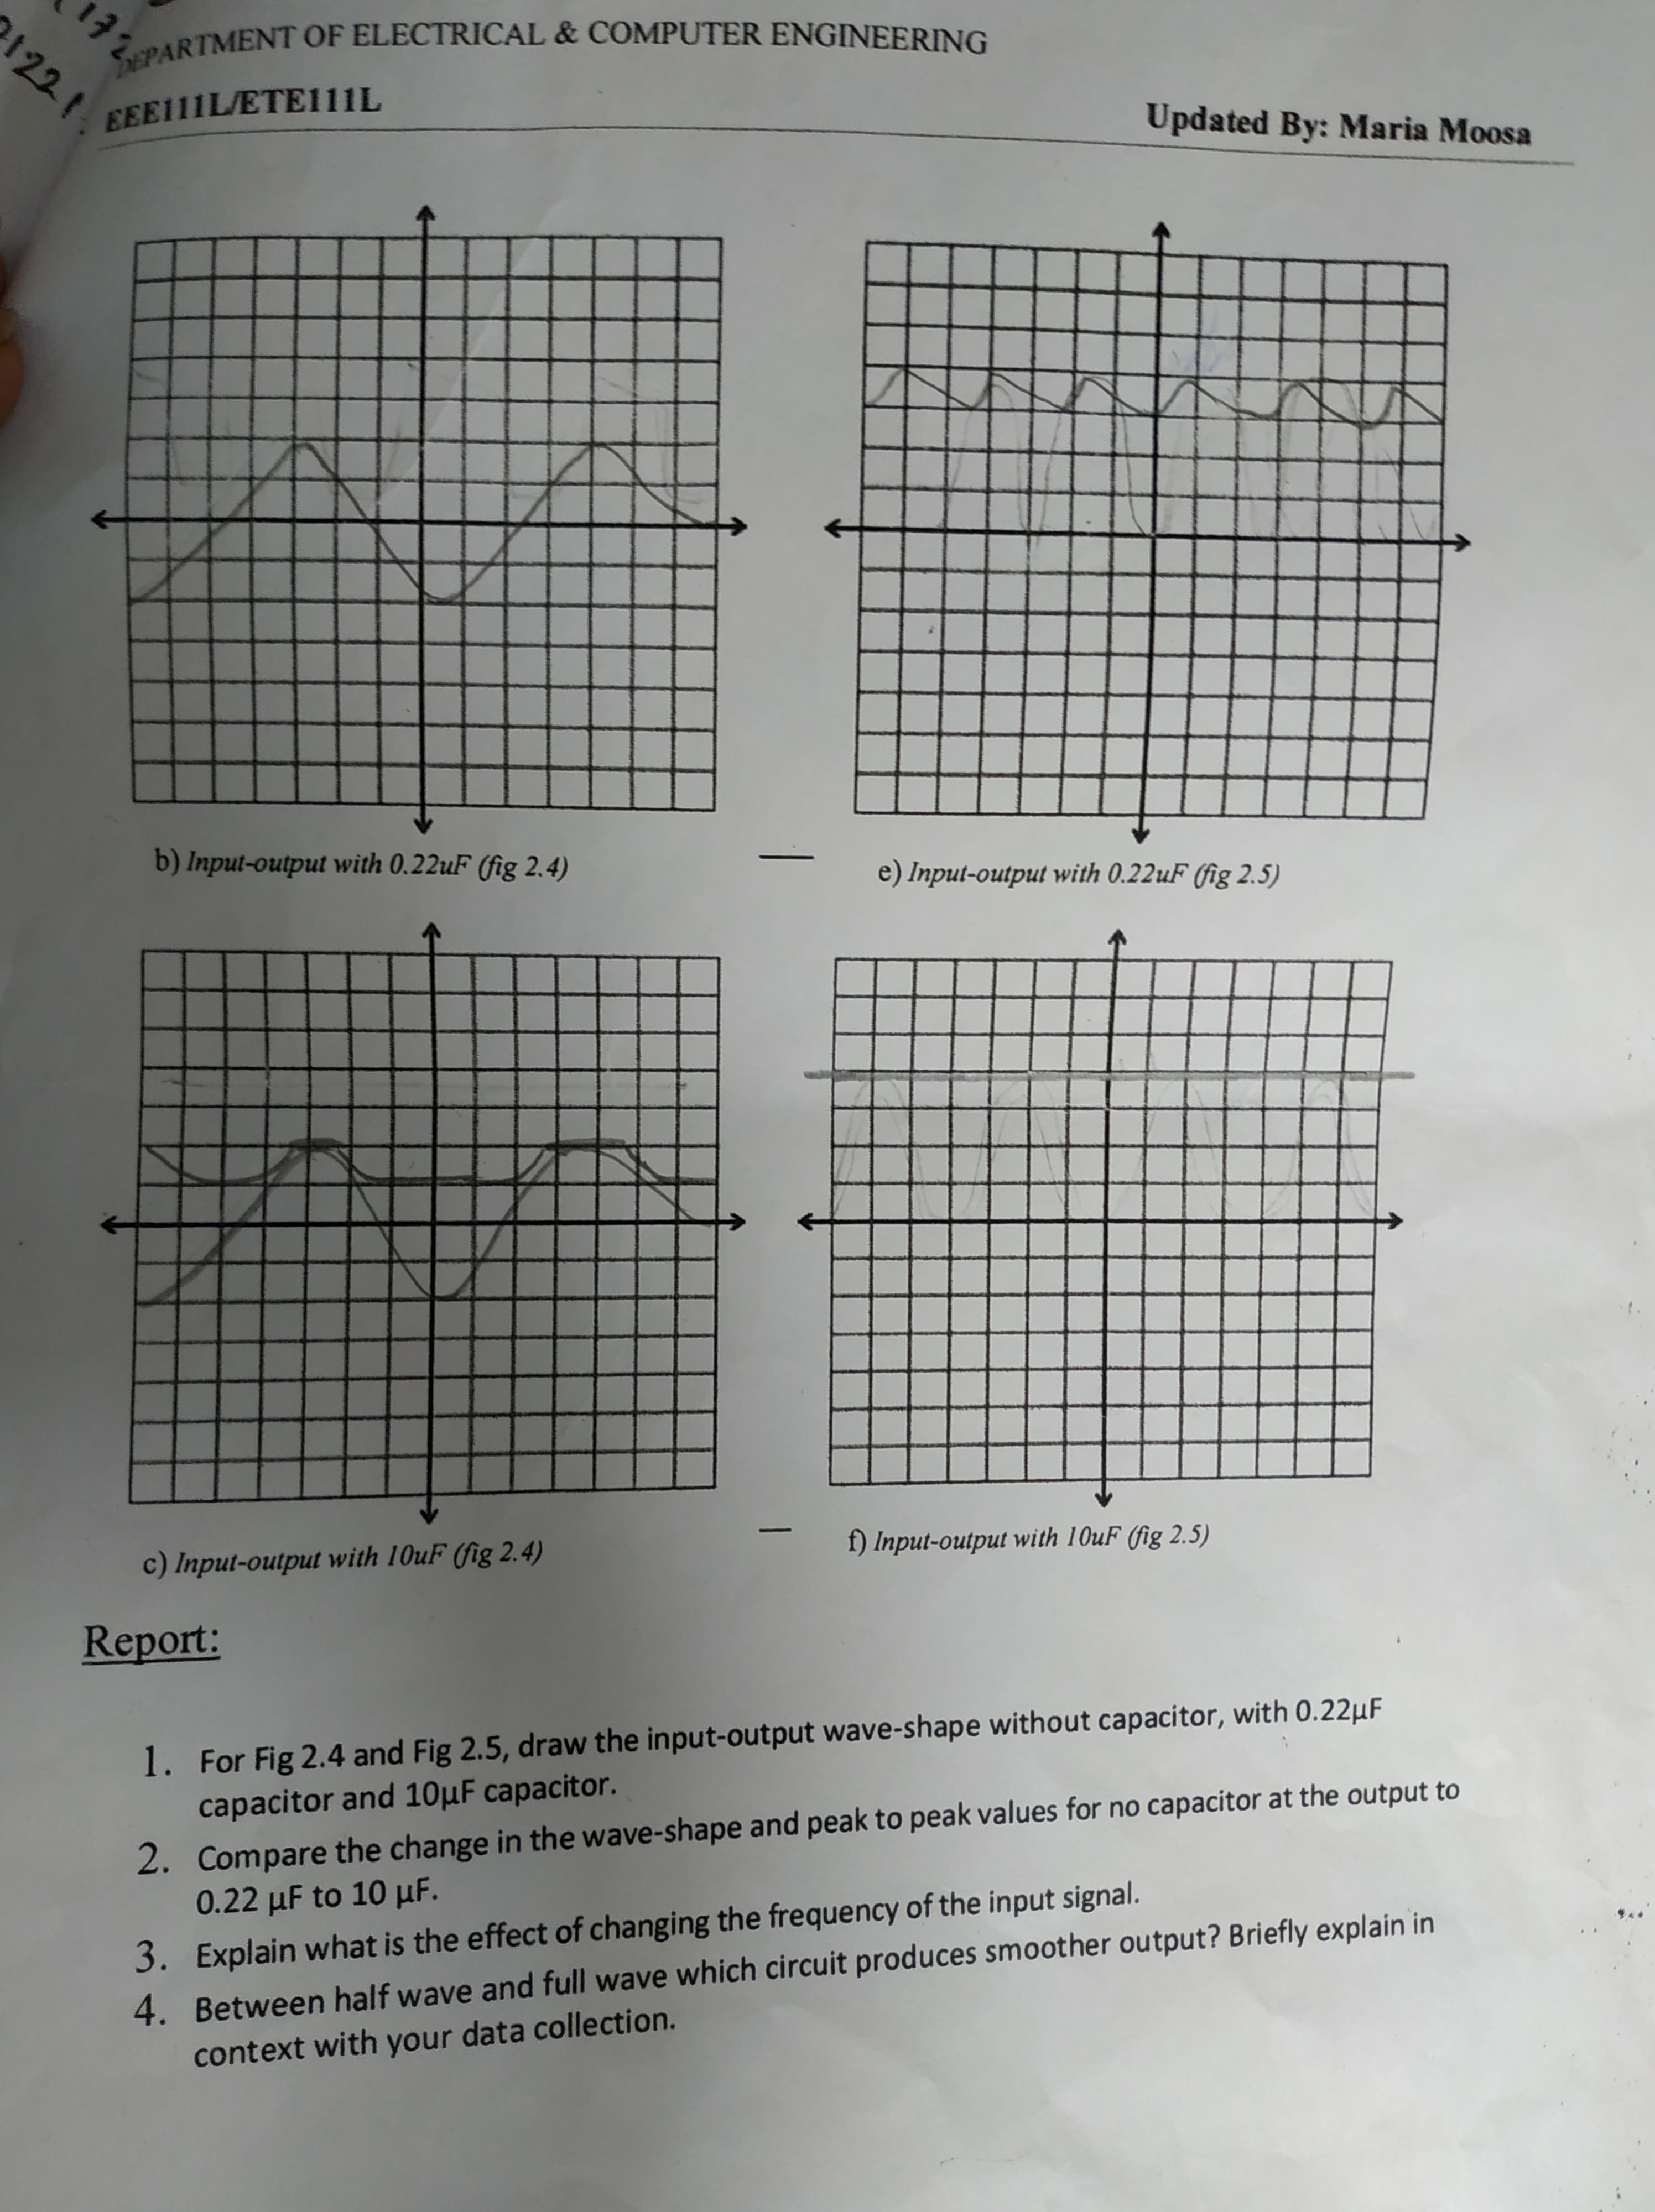 DEPARTMENT OF ELECTRICAL & COMPUTER ENGINEERING
EEE111L/ETE111L
Updated By: Maria Moosa
b) Input-output with 0.22uF (fig 2.4)
e) Input-output with 0.22uF (fig 2.5)
c) Input-output with 10uF (fig 2.4)
f) Input-output with 10uF (fig 2.5)
Report:
1. For Fig 2.4 and Fig 2.5, draw the input-output wave-shape without capacitor, with 0.22µF
capacitor and 10µF capacitor.
2. Compare the change in the wave-shape and peak to peak values for no capacitor at the output to
0.22 µF to 10 µF.
3. Explain what is the effect of changing the frequency of the input signal.
4. Between half wave and full wave which circuit produces smoother output? Briefly explain in
context with your data collection.